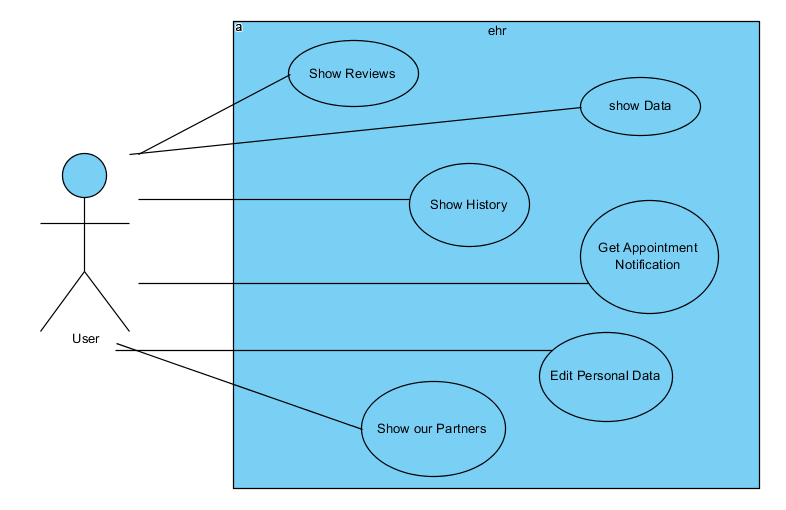 a
ehr
Show Reviews
show Data
Show History
Get Appointment
Notification
User
Edit Personal Data
Show our Partners